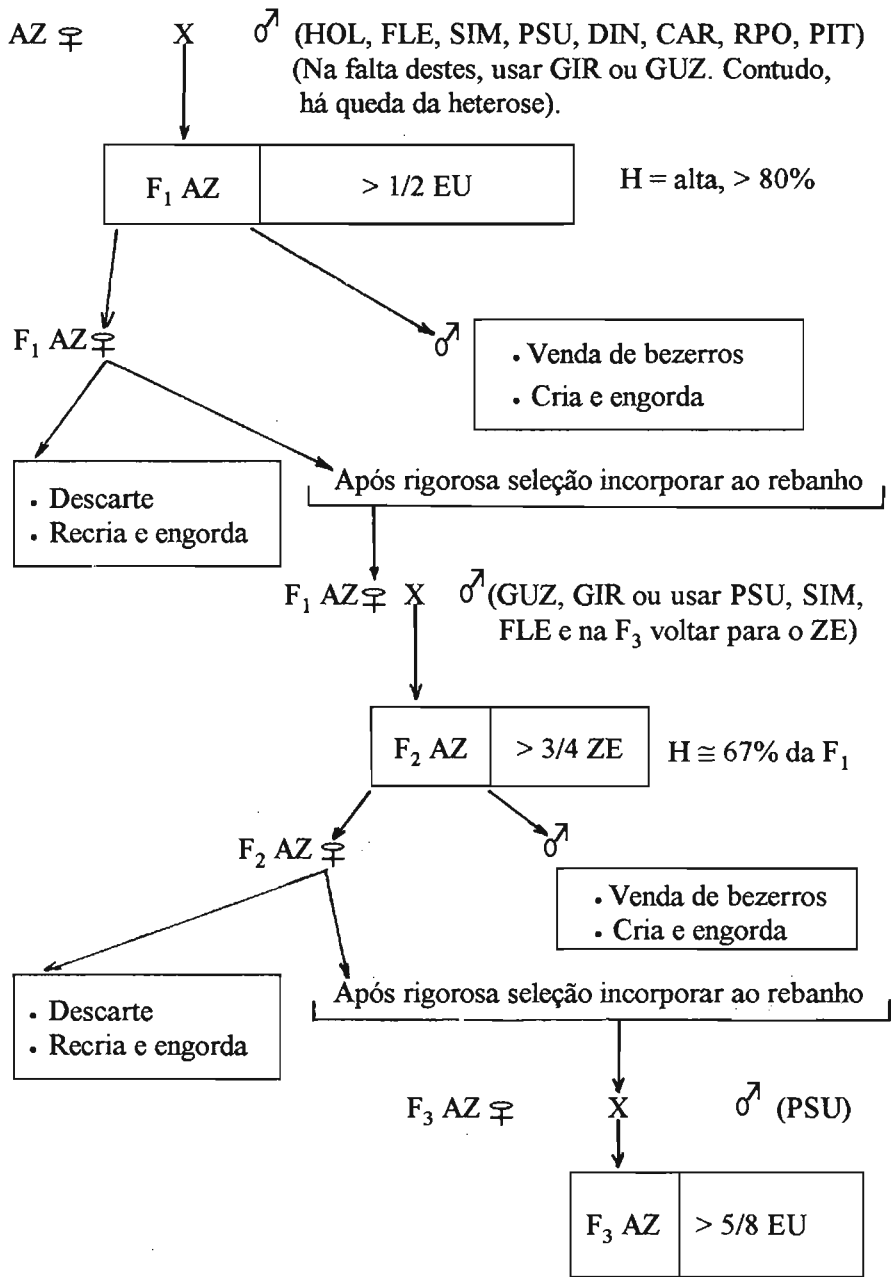 AZ ♀ X ♂ (HOL, FLE, SIM, PSU, DIN, CAR, RPO, PIT)
(Na falta destes, usar GIR ou GUZ. Contudo,
há queda da heterose).
F₁ AZ > 1/2 EU H = alta, > 80%
F₁ AZ ♀ ♂
• Venda de bezerros
• Cria e engorda
• Descarte
• Recria e engorda
Após rigorosa seleção incorporar ao rebanho
F₁ AZ ♀ X ♂ (GUZ, GIR ou usar PSU, SIM,
FLE e na F₃ voltar para o ZE)
F₂ AZ > 3/4 ZE H ≅ 67% da F₁
F₂ AZ ♀ ♂
• Venda de bezerros
• Cria e engorda
• Descarte
• Recria e engorda
Após rigorosa seleção incorporar ao rebanho
F₃ AZ ♀ X ♂ (PSU)
F₃ AZ > 5/8 EU